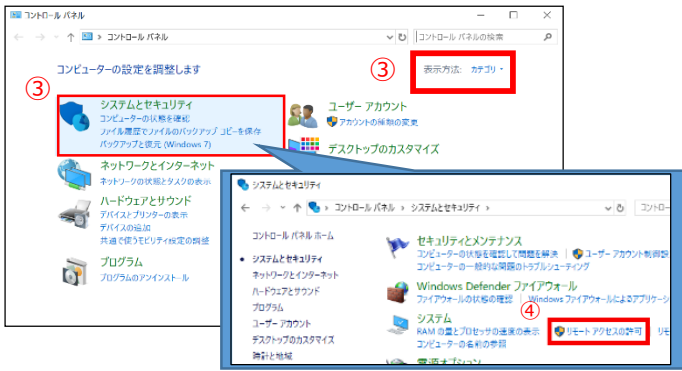 コントロール パネル
コントロール パネル
コントロール パネルの検索
コンピューターの設定を調整します
③
表示方法: カテゴリ
③
システムとセキュリティ
コンピューターの状態を確認
ファイル履歴でファイルのバックアップ コピーを保存
バックアップと復元 (Windows 7)
ユーザー アカウント
アカウントの種類の変更
デスクトップのカスタマイズ
ネットワークとインターネット
ネットワークの状態とタスクの表示
ハードウェアとサウンド
デバイスとプリンターの表示
デバイスの追加
共通で使うモビリティ設定の調整
プログラム
プログラムのアンインストール
システムとセキュリティ
コントロール パネル › システムとセキュリティ ›
コントロール パネル ホーム
システムとセキュリティ
ネットワークとインターネット
ハードウェアとサウンド
プログラム
ユーザー アカウント
デスクトップのカスタマイズ
時計と地域
セキュリティとメンテナンス
コンピューターの状態を確認して問題を解決
ユーザー アカウント制御設
コンピューターの一般的な問題のトラブルシューティング
Windows Defender ファイアウォール
ファイアウォールの状態の確認
Windows ファイアウォールによるアプリケーシ
④
システム
RAM の量とプロセッサの速度の表示
リモート アクセスの許可
リモ
コンピューターの名前の参照
電源オプション